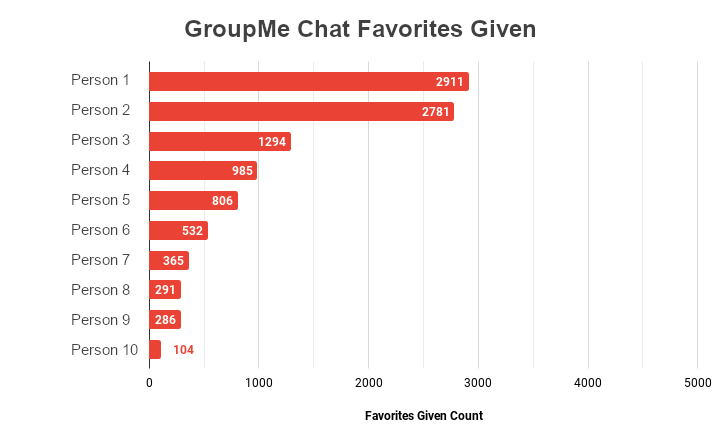 GroupMe Chat Favorites Given
Person 1 2911
Person 2 2781
Person 3 1294
Person 4 985
Person 5 806
Person 6 532
Person 7 365
Person 8 291
Person 9 286
Person 10 104
0 1000 2000 3000 4000 5000
Favorites Given Count